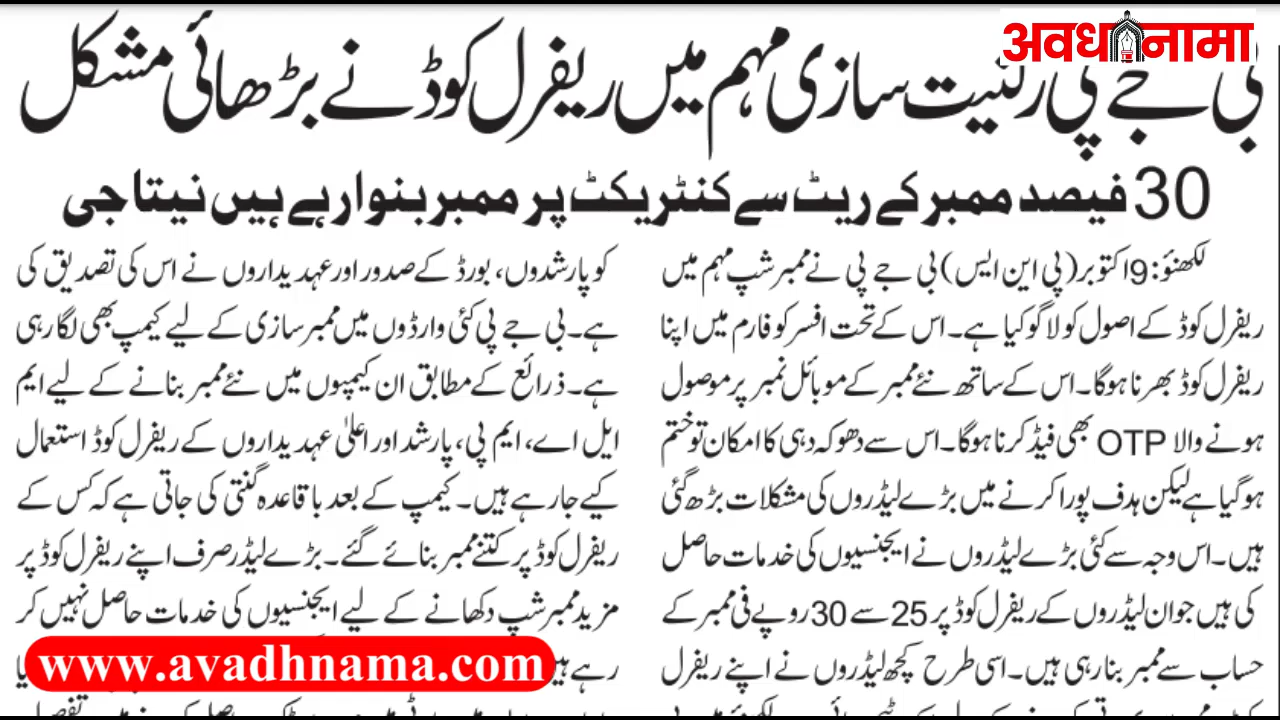 अवधनामा
بی جے پی رکنیت سازی مہم میں ریفرل کوڈ نے بڑھائی مشکل
30 فیصد ممبر کے ریٹ سے کنٹریکٹ پر ممبر بنوا رہے ہیں نیتا جی
لکھنؤ: 9اکتوبر (پی این ایس) بی جے پی نے ممبر شپ مہم میں
ریفرل کوڈ کے اصول کو لاگو کیا ہے۔ اس کے تحت افسر کو فارم میں اپنا
ریفرل کوڈ بھرنا ہوگا۔ اس کے ساتھ نئے ممبر کے موبائل نمبر پر موصول
ہونے والا OTP بھی فیڈ کرنا ہوگا۔ اس سے دھوکہ دہی کا امکان تو ختم
ہو گیا ہے لیکن ہدف پورا کرنے میں بڑے لیڈروں کی مشکلات بڑھ گئی
ہیں۔ اس وجہ سے کئی بڑے لیڈروں نے ایجنسیوں کی خدمات حاصل
کی ہیں جو ان لیڈروں کے ریفرل کوڈ پر 25 سے 30 روپے فی ممبر کے
حساب سے ممبر بنا رہی ہیں۔ اسی طرح کچھ لیڈروں نے اپنے ریفرل
کو پارشدوں، بورڈ کے صدور اور عہدیداروں نے اس کی تصدیق کی
ہے۔ بی جے پی کئی وارڈوں میں ممبر سازی کے لیے کیمپ بھی لگا رہی
ہے۔ ذرائع کے مطابق ان کیمپوں میں نئے ممبر بنانے کے لیے ایم
ایل اے، ایم پی، پارشد اور اعلیٰ عہدیداروں کے ریفرل کوڈ استعمال
کیے جا رہے ہیں۔ کیمپ کے بعد باقاعدہ گنتی کی جاتی ہے کہ کس کے
ریفرل کوڈ پر کتنے ممبر بنائے گئے۔ بڑے لیڈر صرف اپنے ریفرل کوڈ پر
مزید ممبر شپ دکھانے کے لیے ایجنسیوں کی خدمات حاصل نہیں کر
رہے ہیں
www.avadhnama.com